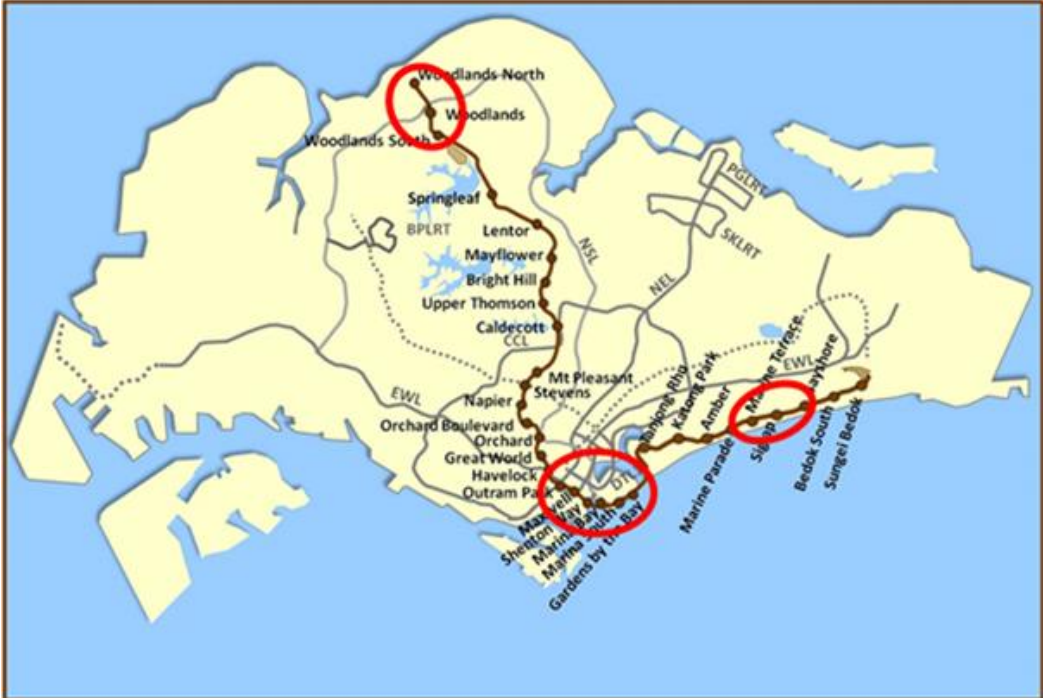 Woodlands North
Woodlands
Woodlands South
Springleaf
PGLRT
BPLRT
Lentor
NSL
SKLRT
Mayflower
Bright Hill
NEL
Upper Thomson
Caldecott
CCL
Mt Pleasant
Stevens
EWL
Napier
Orchard Boulevard
Orchard
Great World
Havelock
Outram Park
Maxwell
Shenton Way
Marina Bay
Marina South
Gardens by the Bay
DTL
Tanjong Rhu
Katong Park
Amber
Marine Parade
Marine Terrace
Siglap
Bayshore
EWL
Bedok South
Sungei Bedok